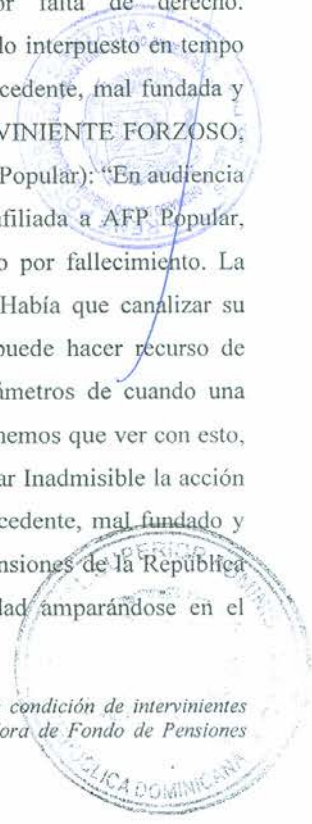 or falta de derecho.
lo interpuesto en tempo
cedente, mal fundada y
VINIENTE FORZOSO,
Popular): “En audiencia
filiada a AFP Popular,
o por fallecimiento. La
Había que canalizar su
puede hacer recurso de
ámetros de cuando una
nemos que ver con esto,
ar Inadmisible la acción
cedente, mal fundado y
nsiones de la República
dad amparándose en el
condición de intervinientes
ora de Fondo de Pensiones